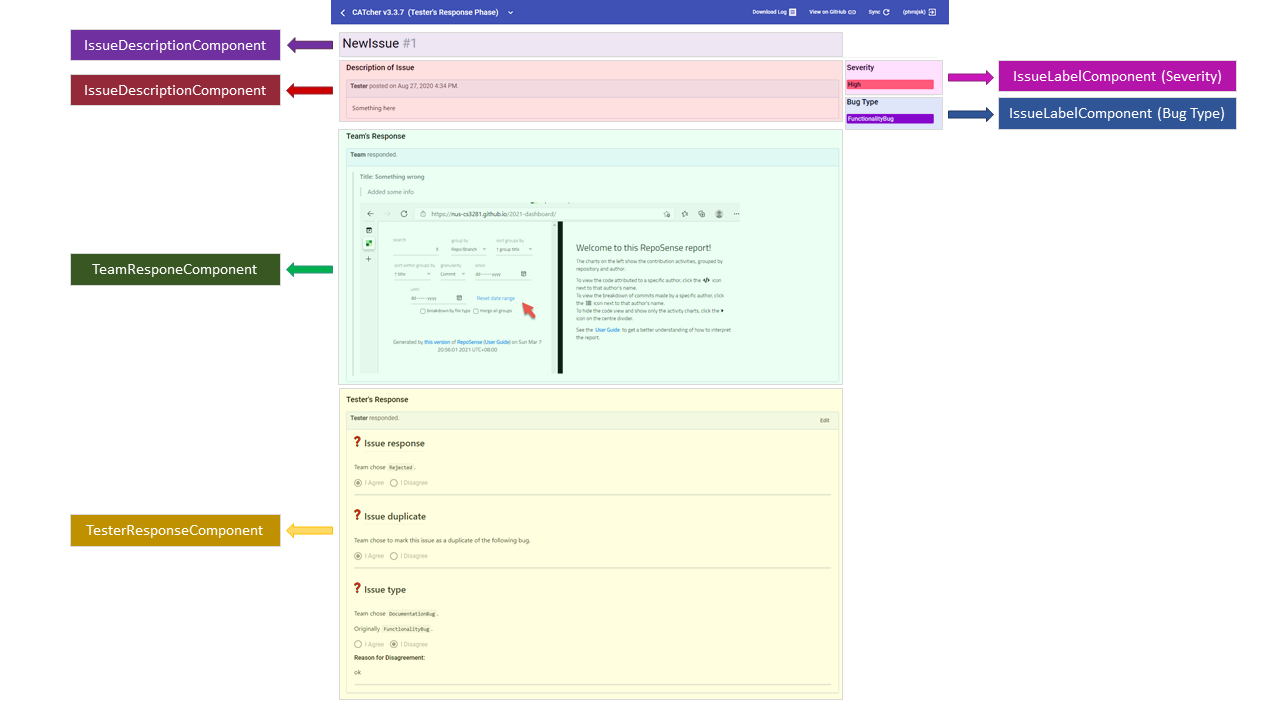 CATcher v3.3.7 (Tester's Response Phase)
Download Log
View on GitHub
Sync
(ptvrajsk)
IssueDescriptionComponent
NewIssue #1
IssueDescriptionComponent
Description of Issue
Tester posted on Aug 27, 2020 4:34 PM.
Something here
Severity
High
IssueLabelComponent (Severity)
Bug Type
FunctionalityBug
IssueLabelComponent (Bug Type)
Team's Response
Team responded.
Title: Something wrong
Added some info
https://nus-cs3281.github.io/2021-dashboard/
search
group by
Repo/Branch
sort groups by
↑ group title
sort within groups by
↑ title
granularity
Commit
since
dd-----yyyy
until
dd-----yyyy
Reset date range
breakdown by file type
merge all groups
Generated by this version of RepoSense (User Guide) on Sun Mar 7
20:56:01 2021 UTC+08:00
Welcome to this RepoSense report!
The charts on the left show the contribution activities, grouped by
repository and author.
To view the code attributed to a specific author, click the </> icon
next to that author's name.
To view the breakdown of commits made by a specific author, click
the icon next to that author's name.
To hide the code view and show only the activity charts, click the
icon on the centre divider.
See the User Guide to get a better understanding of how to interpret
the report.
TeamResponeComponent
Tester's Response
Tester responded.
Edit
❓ Issue response
Team chose Rejected.
I Agree
I Disagree
❓ Issue duplicate
Team chose to mark this issue as a duplicate of the following bug.
I Agree
I Disagree
TesterResponseComponent
❓ Issue type
Team chose DocumentationBug.
Originally FunctionalityBug.
I Agree
I Disagree
Reason for Disagreement:
ok